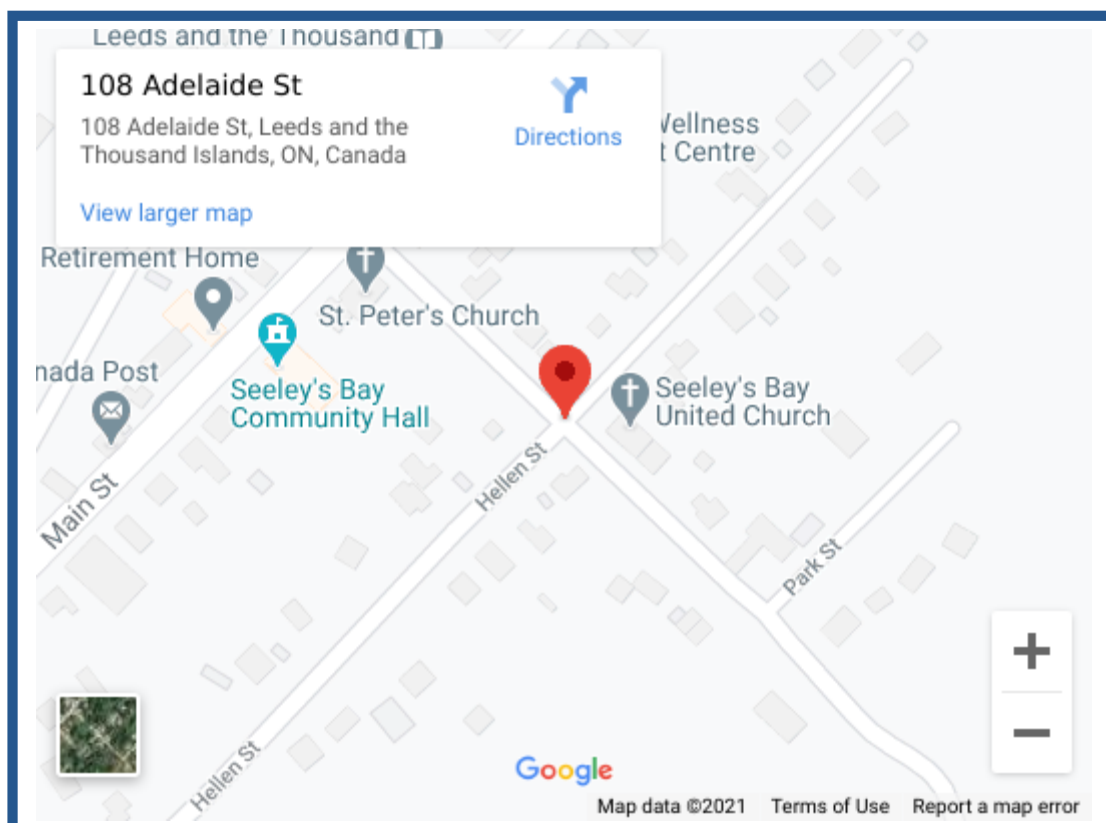 Leeds and the Thousand
108 Adelaide St
108 Adelaide St, Leeds and the
Thousand Islands, ON, Canada
Directions
View larger map
Centre
Retirement Home
St. Peter's Church
Post
Seeley's Bay
Community Hall
Seeley's Bay
United Church
Main St
Hellen St
Park St
Hellen St
Google
Map data ©2021 Terms of Use Report a map error